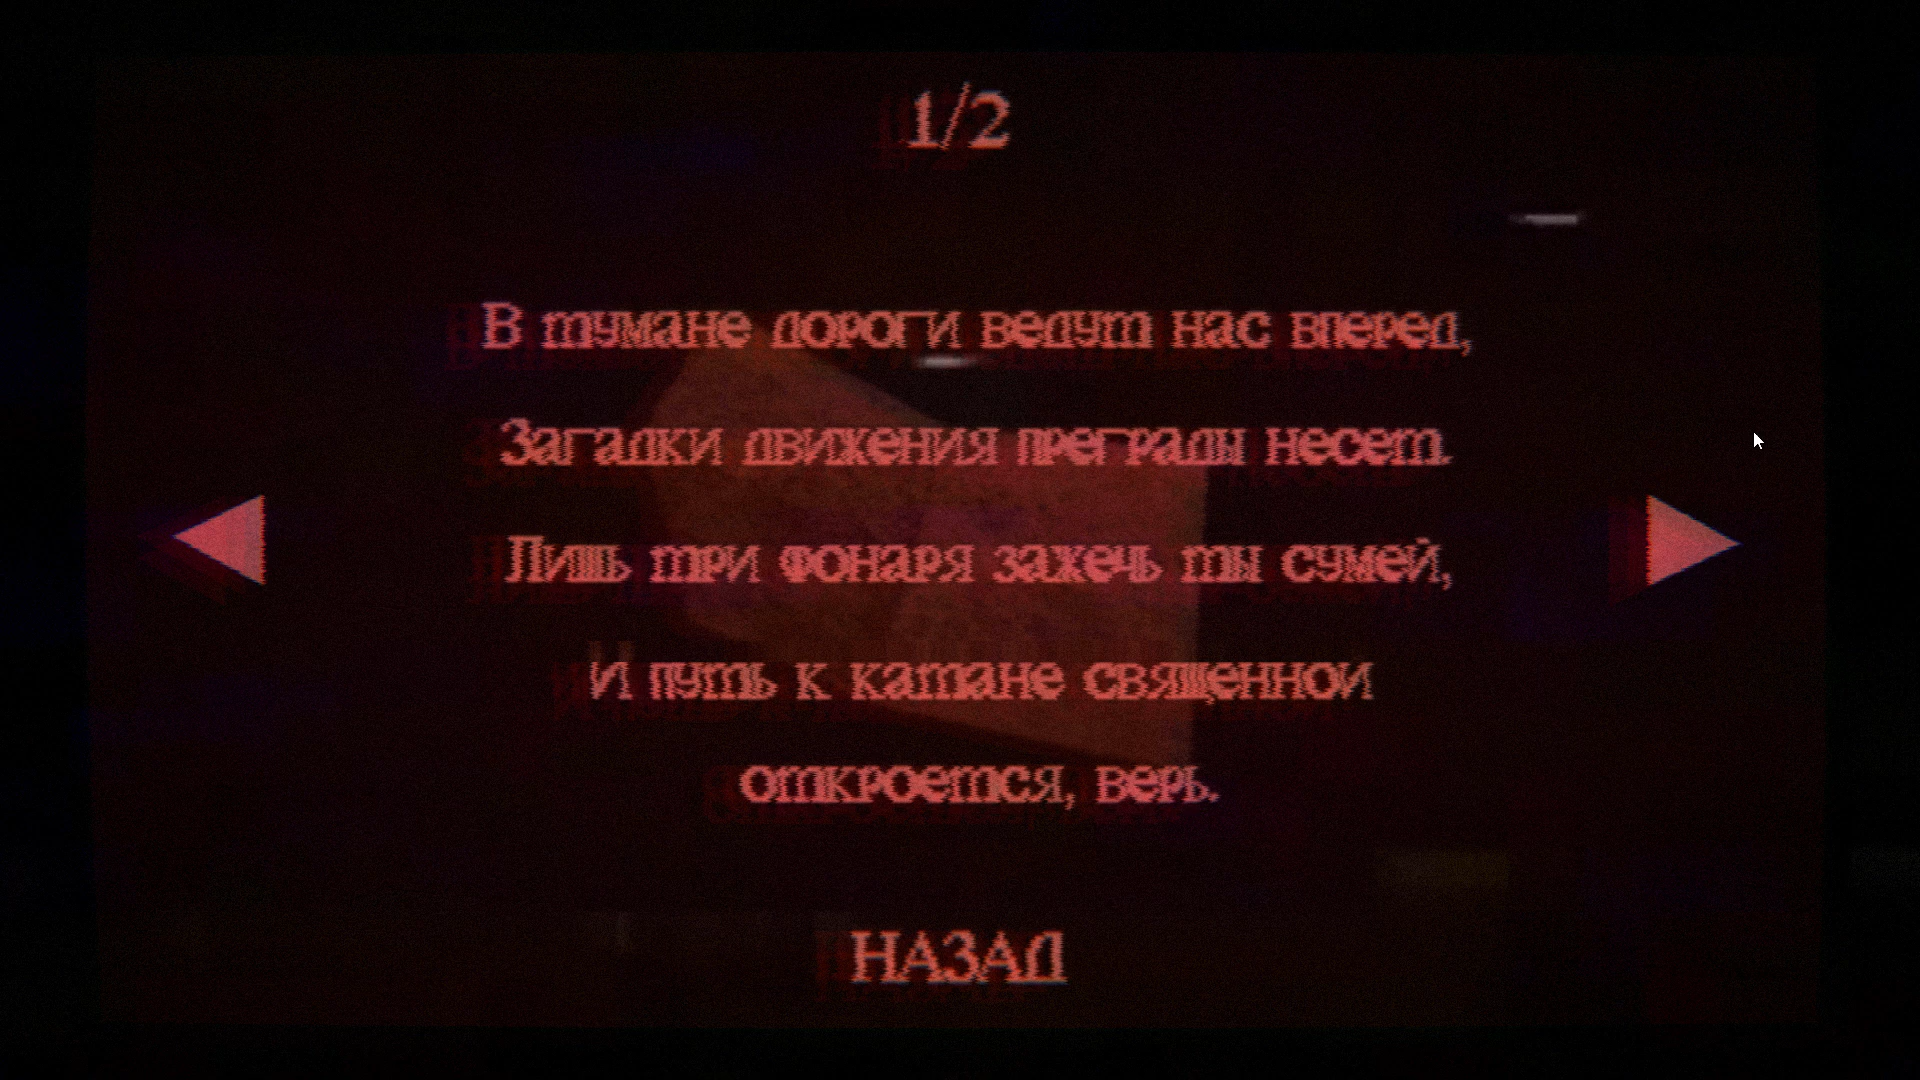 1/2
В тумане дороги ведут нас вперед,
Загадки движения преграды несет.
Лишь три фонаря зажечь ты сумей,
И путь к катане священной
откроется, верь.
НАЗАД